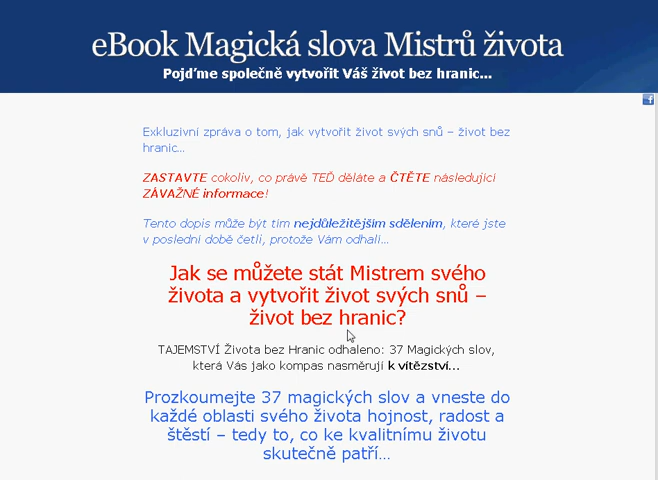 eBook Magická slova Mistrů života
Pojďme společně vytvořit Váš život bez hranic...
Exkluzivní zpráva o tom, jak vytvořit život svých snů – život bez
hranic…
ZASTAVTE cokoliv, co právě TEĎ děláte a ČTĚTE následující
ZÁVAŽNÉ informace!
Tento dopis může být tím nejdůležitějším sdělením, které jste
v poslední době četli, protože Vám odhalí…
Jak se můžete stát Mistrem svého
života a vytvořit život svých snů –
život bez hranic?
TAJEMSTVÍ Života bez Hranic odhaleno: 37 Magických slov,
která Vás jako kompas nasměrují k vítězství…
Prozkoumejte 37 magických slov a vneste do
každé oblasti svého života hojnost, radost a
štěstí – tedy to, co ke kvalitnímu životu
skutečně patří…